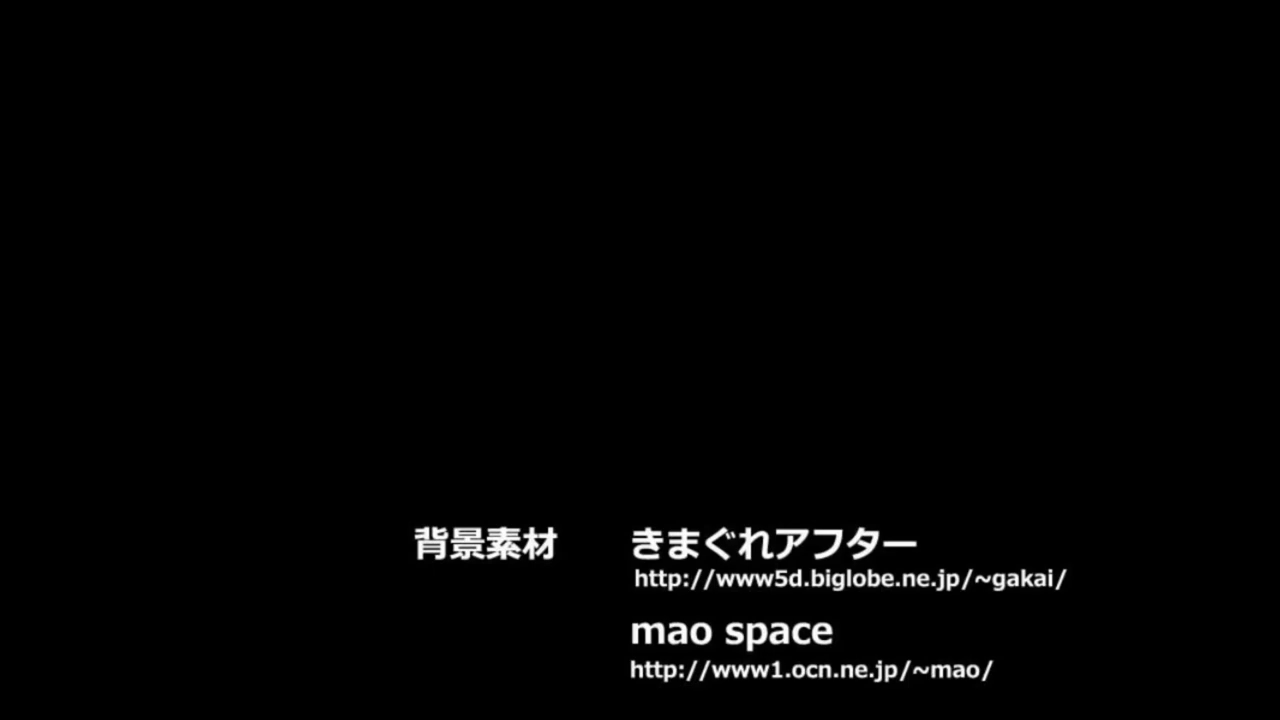 背景素材 きまぐれアフター
http://www5d.biglobe.ne.jp/~gakai/
mao space
http://www1.ocn.ne.jp/~mao/